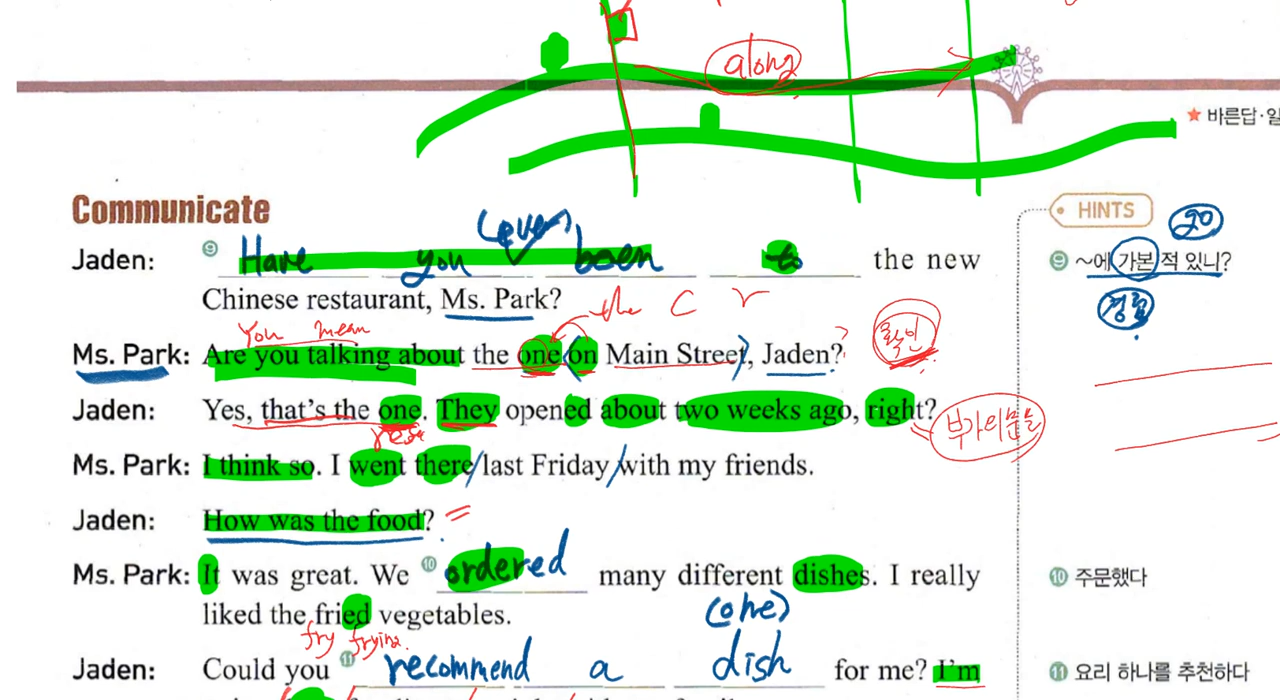 along
★ 바른답·알
Communicate
HINTS
go
(ever)
Jaden: ⑨ Have you been to the new
⑨ ~에 가본 적 있니?
경험
Chinese restaurant, Ms. Park?
the C r
You mean
Ms. Park: Are you talking about the one on Main Street, Jaden?
확인
Jaden: Yes, that's the one. They opened about two weeks ago, right?
부가의문문
Ms. Park: I think so. I went there/last Friday/with my friends.
Jaden: How was the food?
Ms. Park: It was great. We ⑩ ordered many different dishes. I really
⑩ 주문했다
liked the fried vegetables.
(one)
fry frying.
Jaden: Could you ⑪ recommend a dish for me? I'm
⑪ 요리 하나를 추천하다